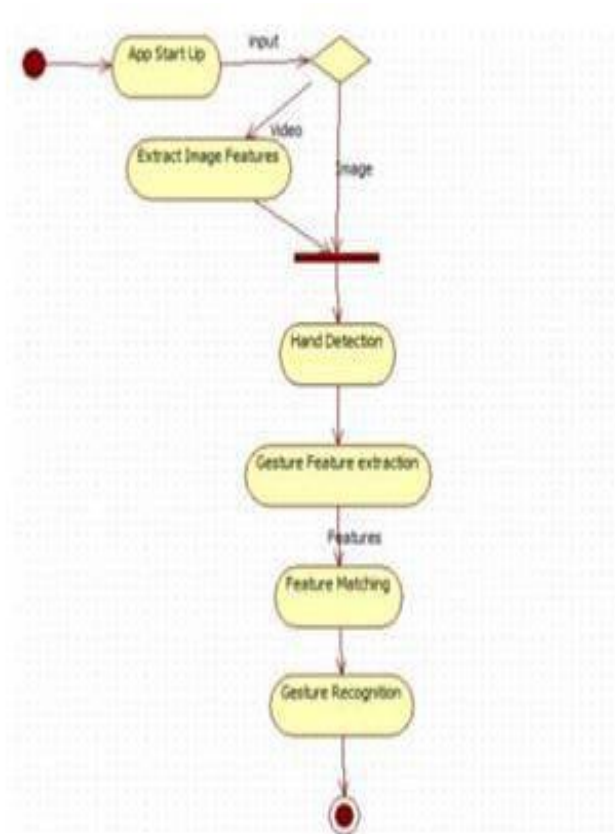 Input
App Start Up
Video
Extract Image Features
Image
Hand Detection
Gesture Feature extraction
Features
Feature Matching
Gesture Recognition